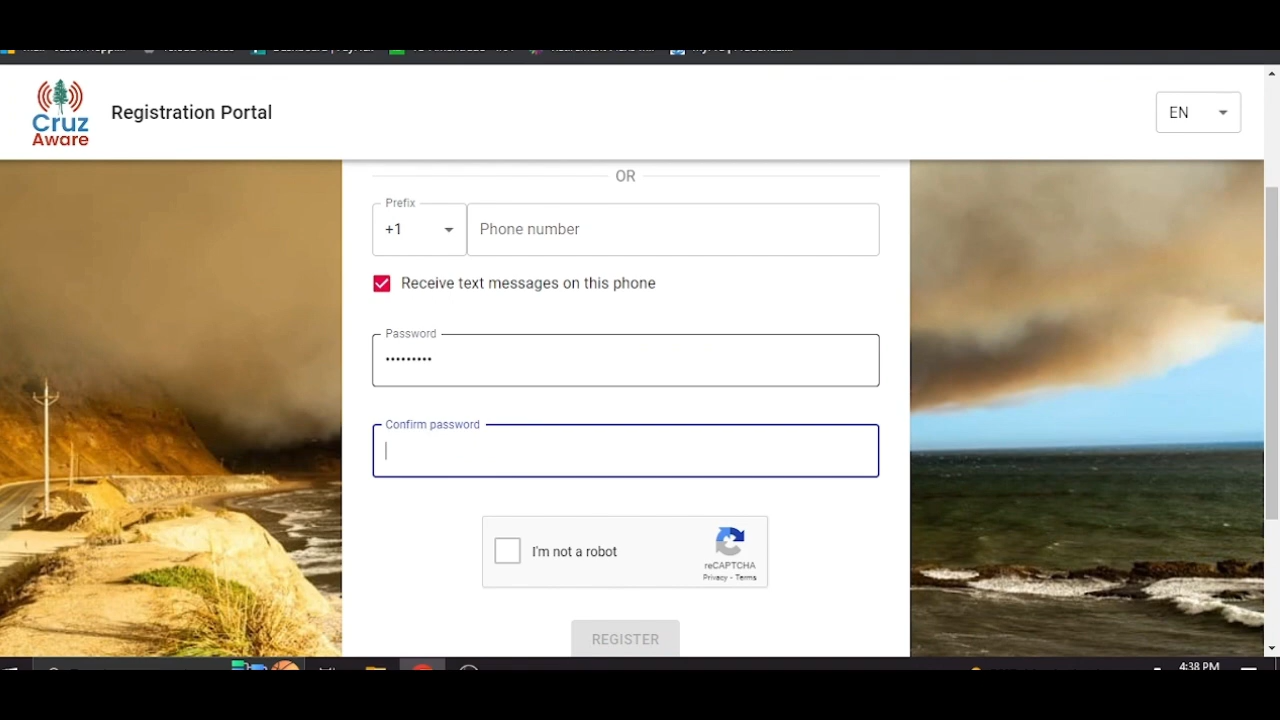 Cruz
Aware
Registration Portal
EN
OR
Prefix
+1
Phone number
Receive text messages on this phone
Password
•••••••••
Confirm password
I'm not a robot
reCAPTCHA
Privacy - Terms
REGISTER
4:38 PM